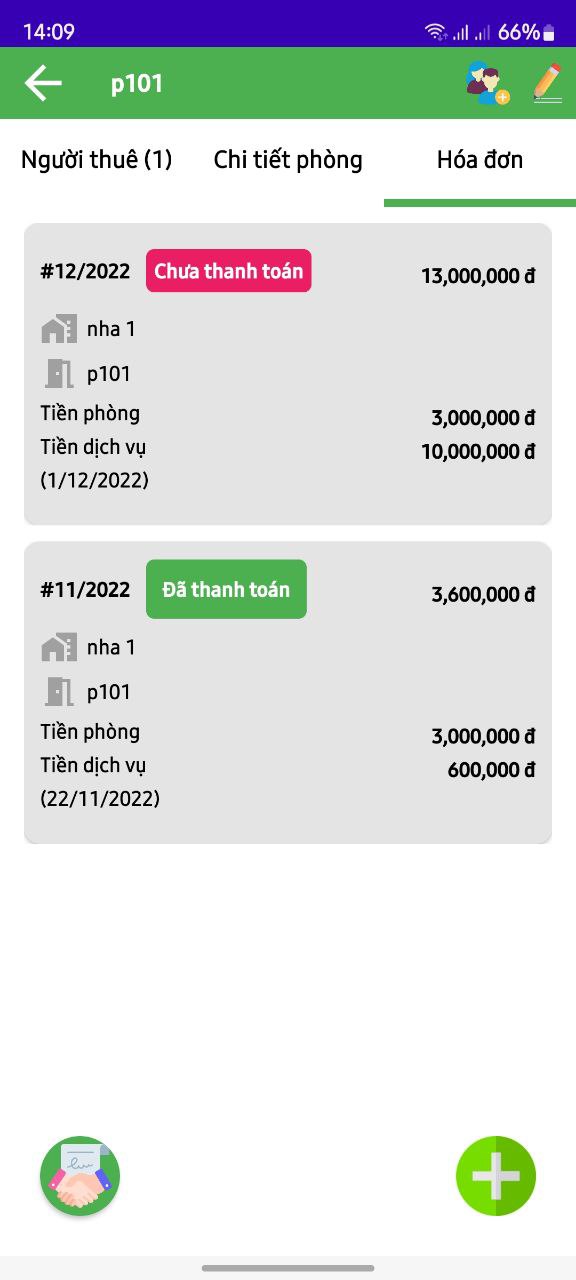 14:09
66%
p101
Người thuê (1)
Chi tiết phòng
Hóa đơn
#12/2022
Chưa thanh toán
13,000,000 đ
nha 1
p101
Tiền phòng
3,000,000 đ
Tiền dịch vụ
10,000,000 đ
(1/12/2022)
#11/2022
Đã thanh toán
3,600,000 đ
nha 1
p101
Tiền phòng
3,000,000 đ
Tiền dịch vụ
600,000 đ
(22/11/2022)